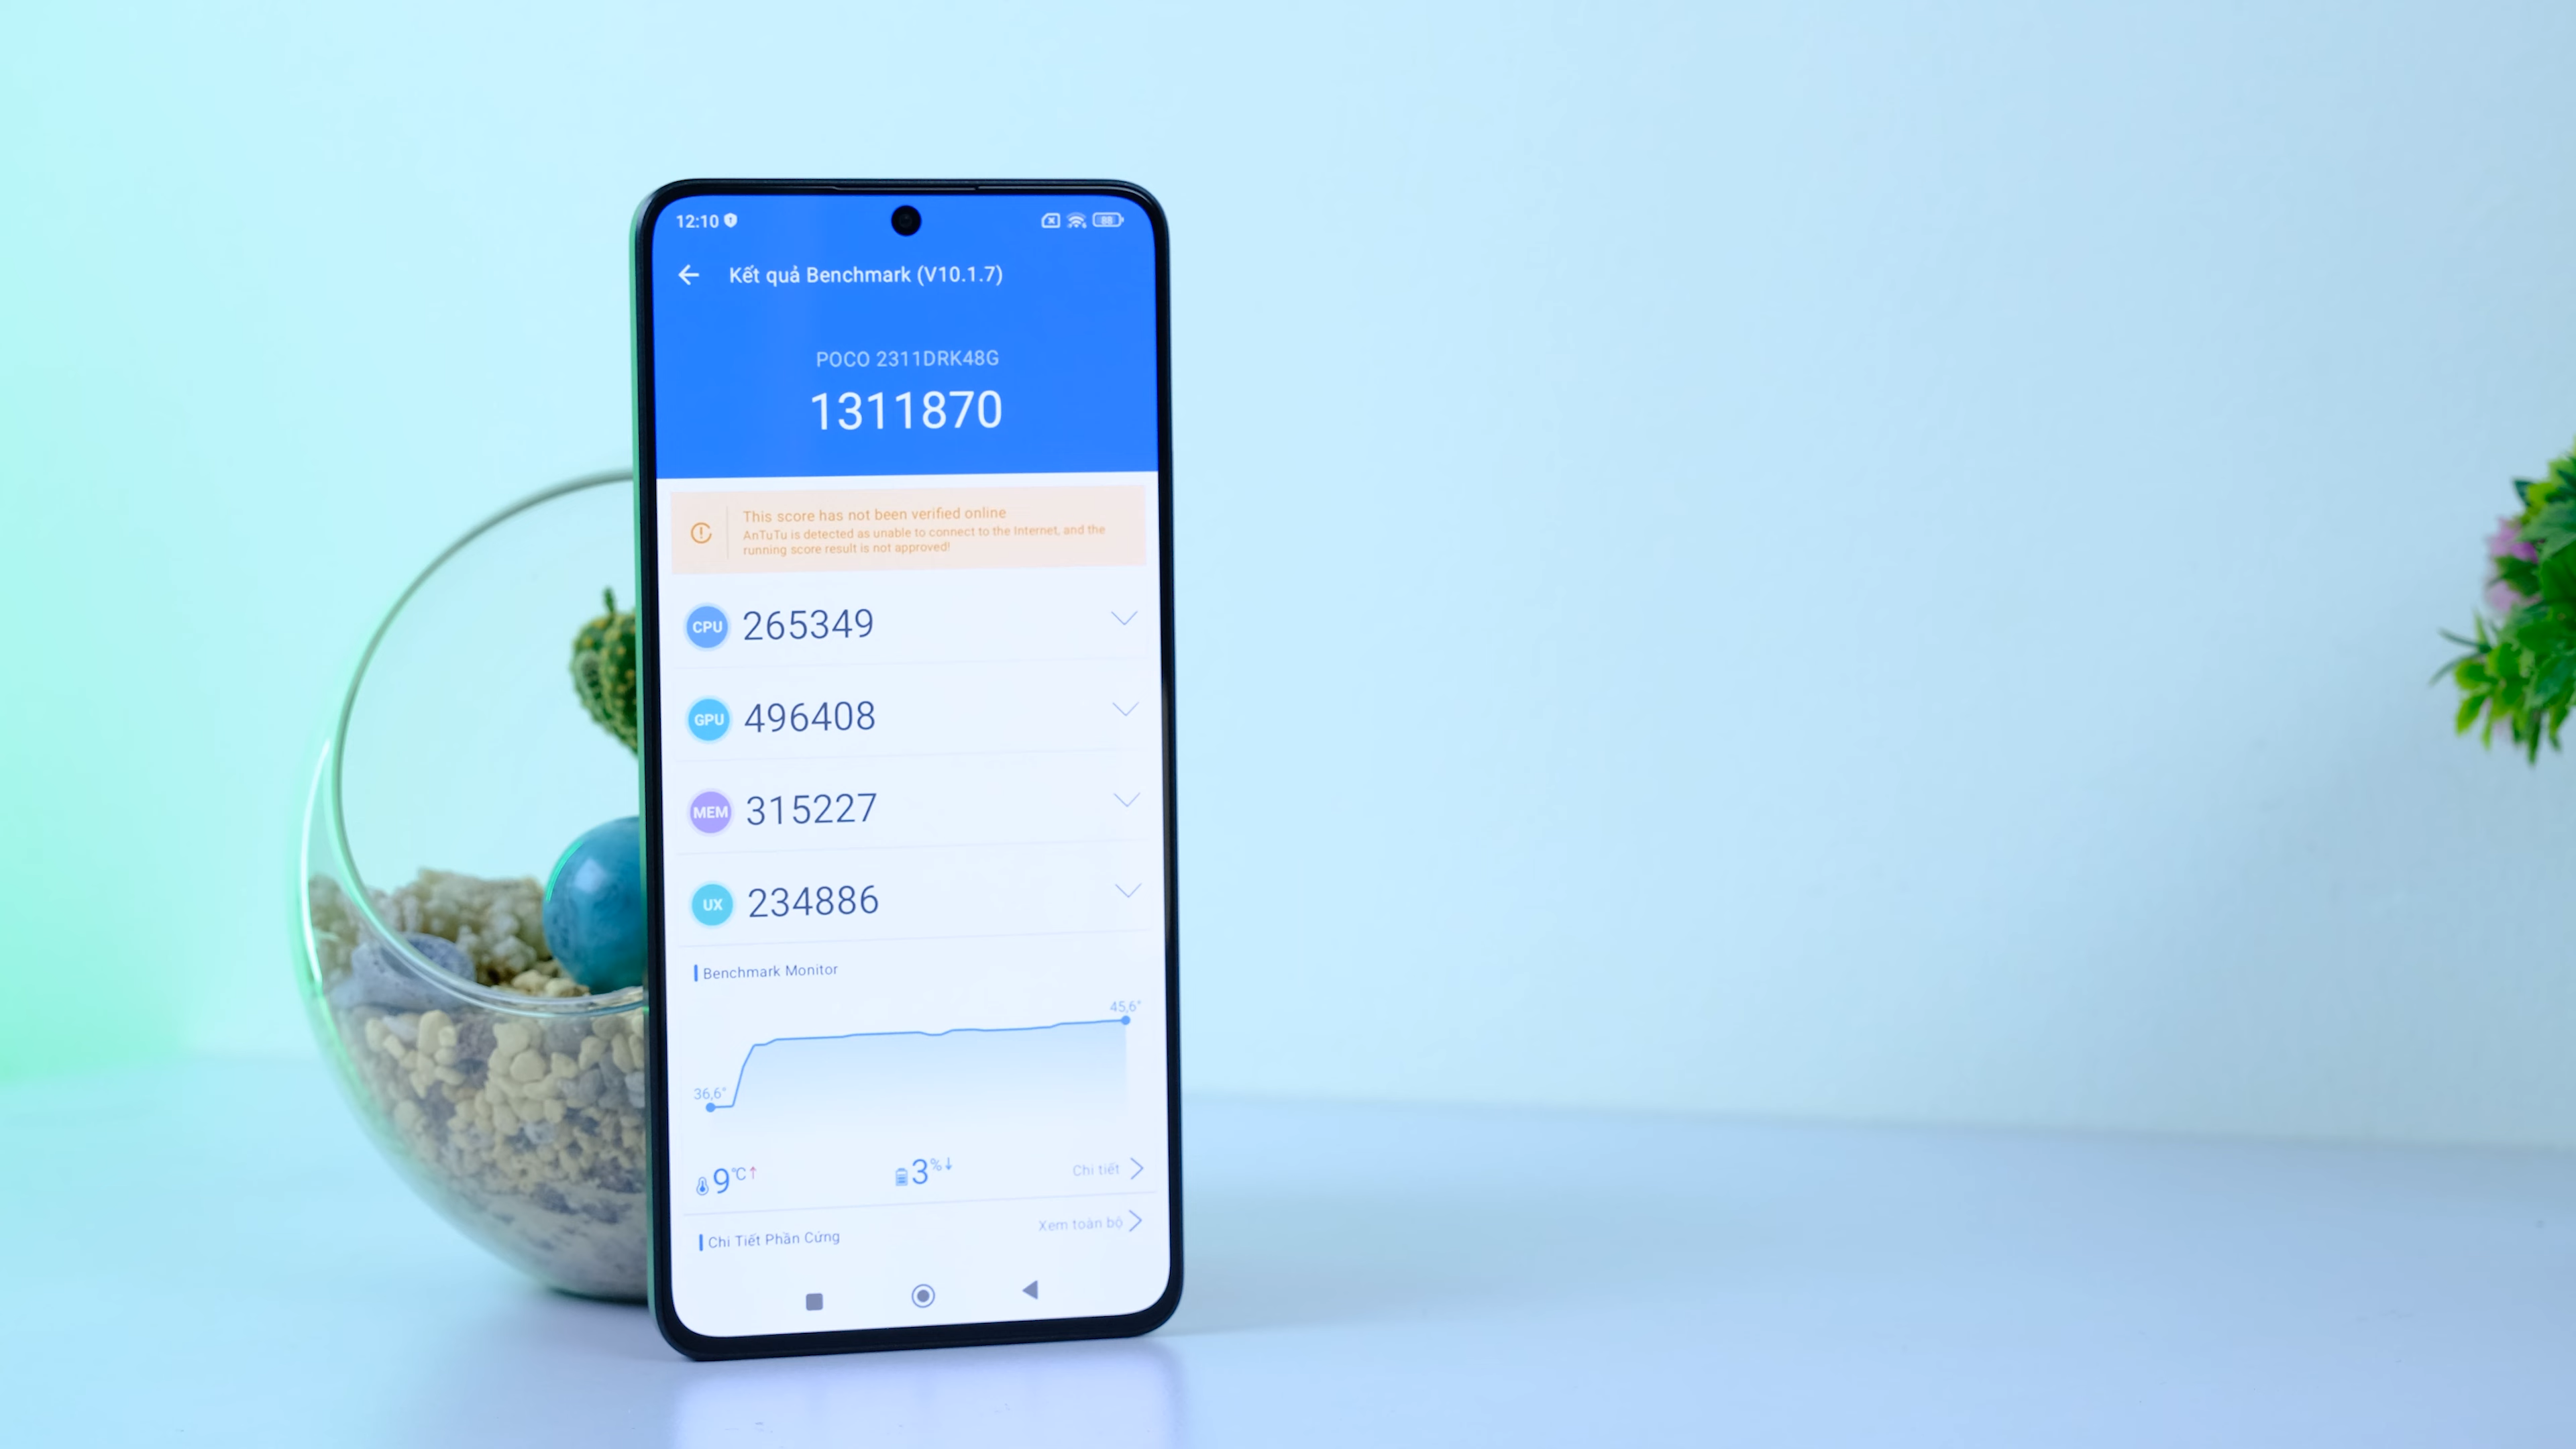 12:10 88
Kết quả Benchmark (V10.1.7)
POCO 2311DRK48G
1311870
This score has not been verified online
AnTuTu is detected as unable to connect to the Internet, and the
running score result is not approved!
CPU 265349
GPU 496408
MEM 315227
UX 234886
Benchmark Monitor
45,6°
36,6°
9°C↑ 3%↓ Chi tiết
Chi Tiết Phần Cứng Xem toàn bộ